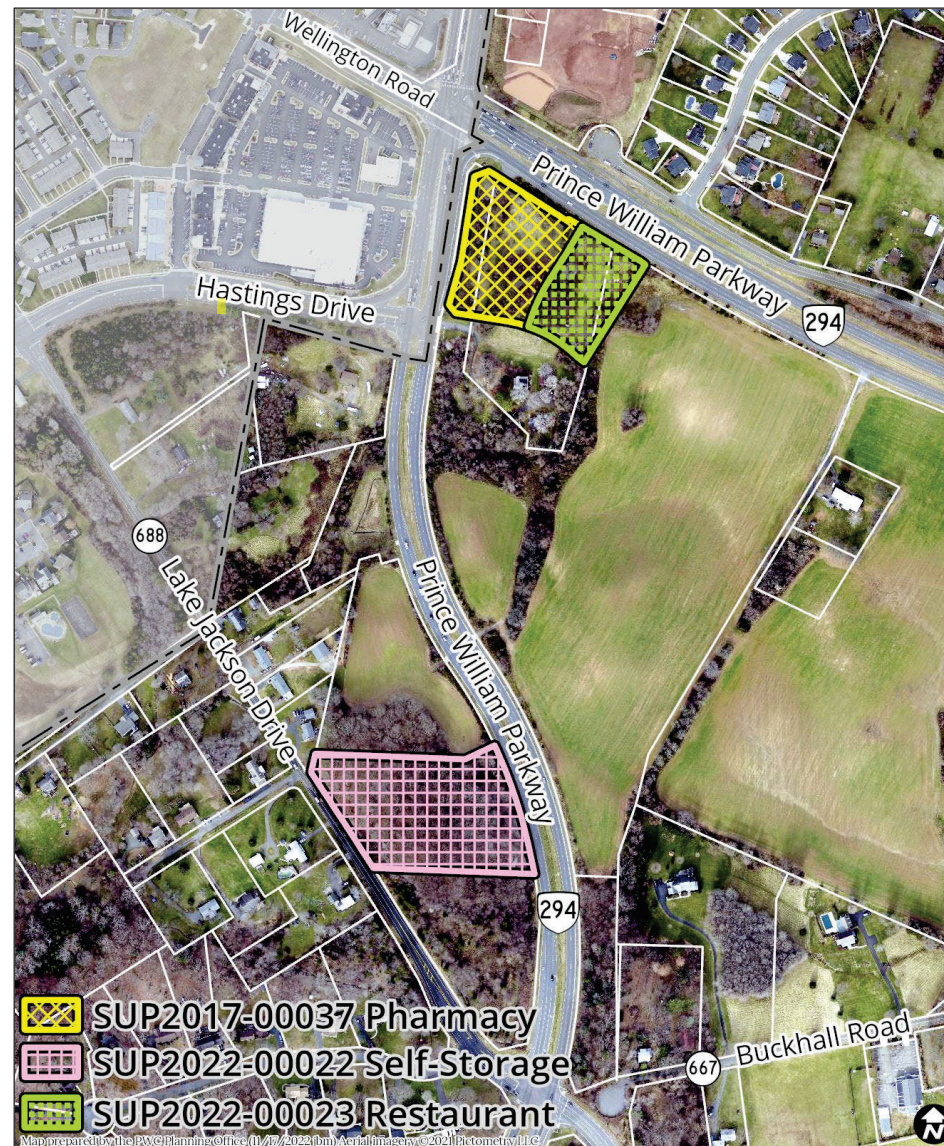 Wellington Road
Prince William Parkway
294
Hastings Drive
688
Lake Jackson Drive
Prince William Parkway
294
667
Buckhall Road
SUP2017-00037 Pharmacy
SUP2022-00022 Self-Storage
SUP2022-00023 Restaurant
N
Map prepared by the PWC Planning Office (11/17/2022 jbm) Aerial imagery ©2021 Pictometry LLC